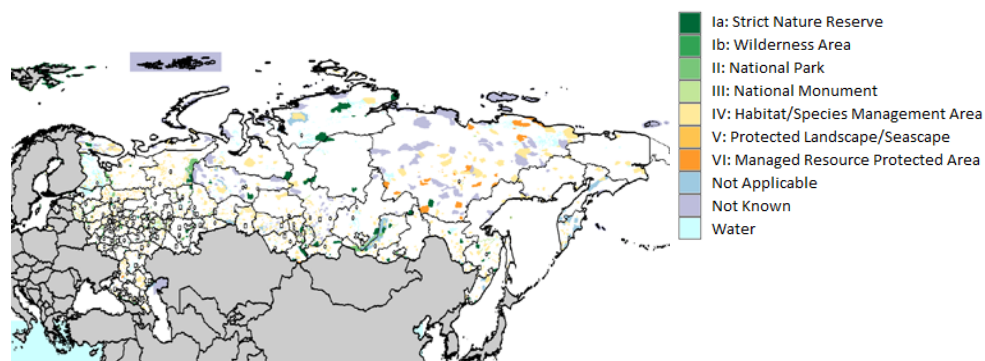 Ia: Strict Nature Reserve
Ib: Wilderness Area
II: National Park
III: National Monument
IV: Habitat/Species Management Area
V: Protected Landscape/Seascape
VI: Managed Resource Protected Area
Not Applicable
Not Known
Water